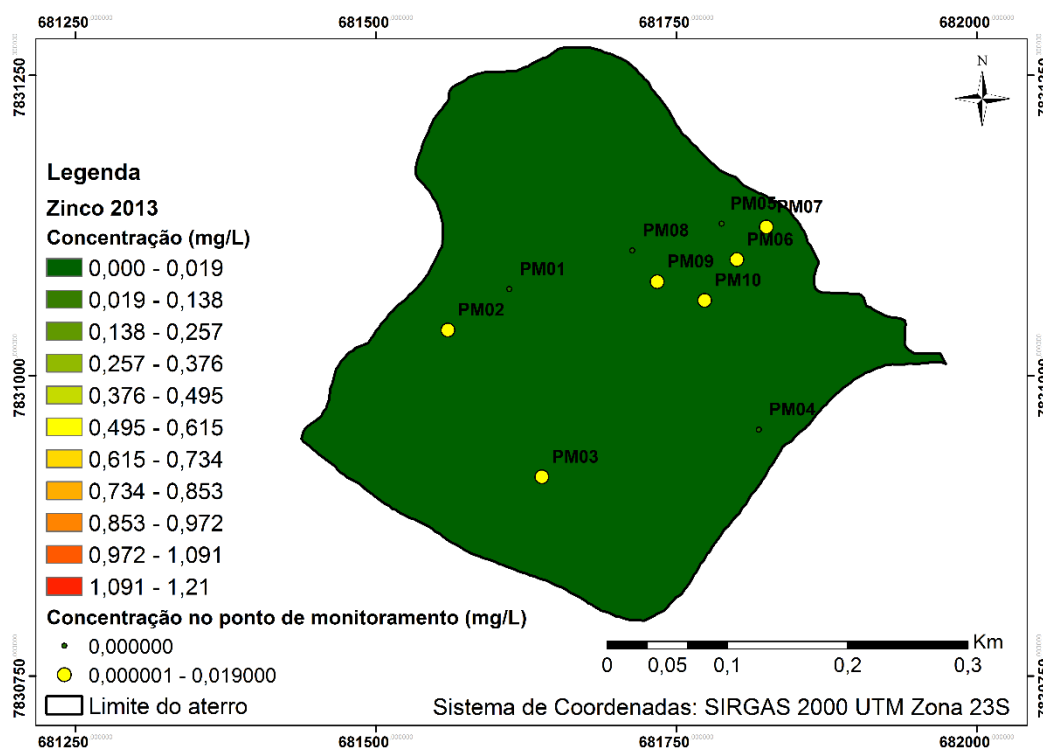 681250 681500 681750 682000
7831250 7831250
N
Legenda
Zinco 2013
Concentração (mg/L)
0,000 - 0,019
0,019 - 0,138
0,138 - 0,257
0,257 - 0,376
0,376 - 0,495
0,495 - 0,615
0,615 - 0,734
0,734 - 0,853
0,853 - 0,972
0,972 - 1,091
1,091 - 1,21
PM05 PM07
PM08 PM06
PM09
PM01 PM10
PM02
7831000 7831000
PM04
PM03
Concentração no ponto de monitoramento (mg/L)
0,000000
0,000001 - 0,019000
Limite do aterro
Km
0 0,05 0,1 0,2 0,3
7830750 7830750
Sistema de Coordenadas: SIRGAS 2000 UTM Zona 23S
681250 681500 681750 682000